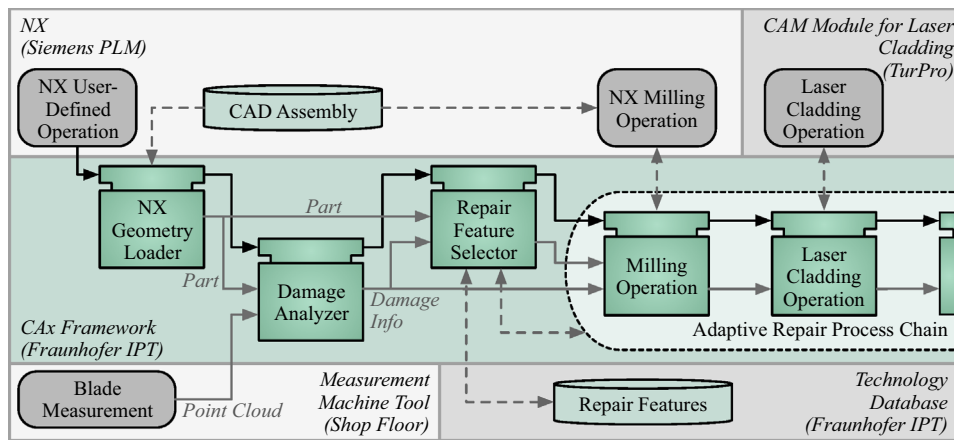 NX
(Siemens PLM)
CAM Module for Laser
Cladding
(TurPro)
NX User-
Defined
Operation
CAD Assembly
NX Milling
Operation
Laser
Cladding
Operation
NX
Geometry
Loader
Part
Repair
Feature
Selector
Part
Damage
Analyzer
Damage
Info
Milling
Operation
Laser
Cladding
Operation
CAx Framework
(Fraunhofer IPT)
Adaptive Repair Process Chain
Blade
Measurement
Point Cloud
Measurement
Machine Tool
(Shop Floor)
Repair Features
Technology
Database
(Fraunhofer IPT)